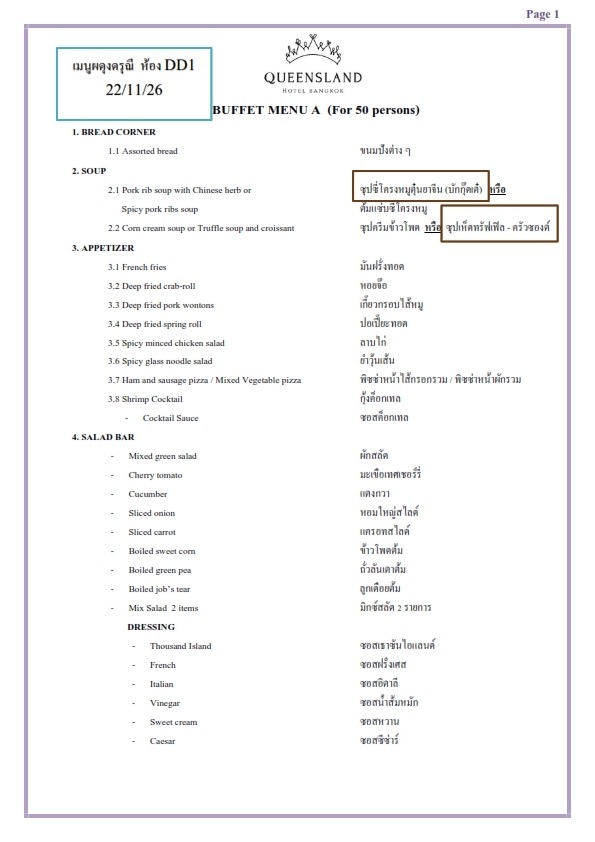 Page 1
เมนูผดุงดรุณี ห้อง DD1
22/11/26
QUEENSLAND
HOTEL BANGKOK
BUFFET MENU A (For 50 persons)
1. BREAD CORNER
1.1 Assorted bread ขนมปังต่าง ๆ
2. SOUP
2.1 Pork rib soup with Chinese herb or ซุปซี่โครงหมูตุ๋นยาจีน (บักกุ๊ดเต๋) หรือ
Spicy pork ribs soup ต้มแซ่บซี่โครงหมู
2.2 Corn cream soup or Truffle soup and croissant ซุปครีมข้าวโพด หรือ ซุปเห็ดทรัฟเฟิล - ครัวซองต์
3. APPETIZER
3.1 French fries มันฝรั่งทอด
3.2 Deep fried crab-roll หอยจ๊อ
3.3 Deep fried pork wontons เกี๊ยวกรอบไส้หมู
3.4 Deep fried spring roll ปอเปี๊ยะทอด
3.5 Spicy minced chicken salad ลาบไก่
3.6 Spicy glass noodle salad ยำวุ้นเส้น
3.7 Ham and sausage pizza / Mixed Vegetable pizza พิซซ่าหน้าไส้กรอกรวม / พิซซ่าหน้าผักรวม
3.8 Shrimp Cocktail กุ้งค็อกเทล
- Cocktail Sauce ซอสค็อกเทล
4. SALAD BAR
- Mixed green salad ผักสลัด
- Cherry tomato มะเขือเทศเชอร์รี่
- Cucumber แตงกวา
- Sliced onion หอมใหญ่สไลด์
- Sliced carrot แครอทสไลด์
- Boiled sweet corn ข้าวโพดต้ม
- Boiled green pea ถั่วลันเตาต้ม
- Boiled job's tear ลูกเดือยต้ม
- Mix Salad 2 items มิกซ์สลัด 2 รายการ
DRESSING
- Thousand Island ซอสเธาซันไอแลนด์
- French ซอสฝรั่งเศส
- Italian ซอสอิตาลี
- Vinegar ซอสน้ำส้มหมัก
- Sweet cream ซอสหวาน
- Caesar ซอสซีซ่าร์